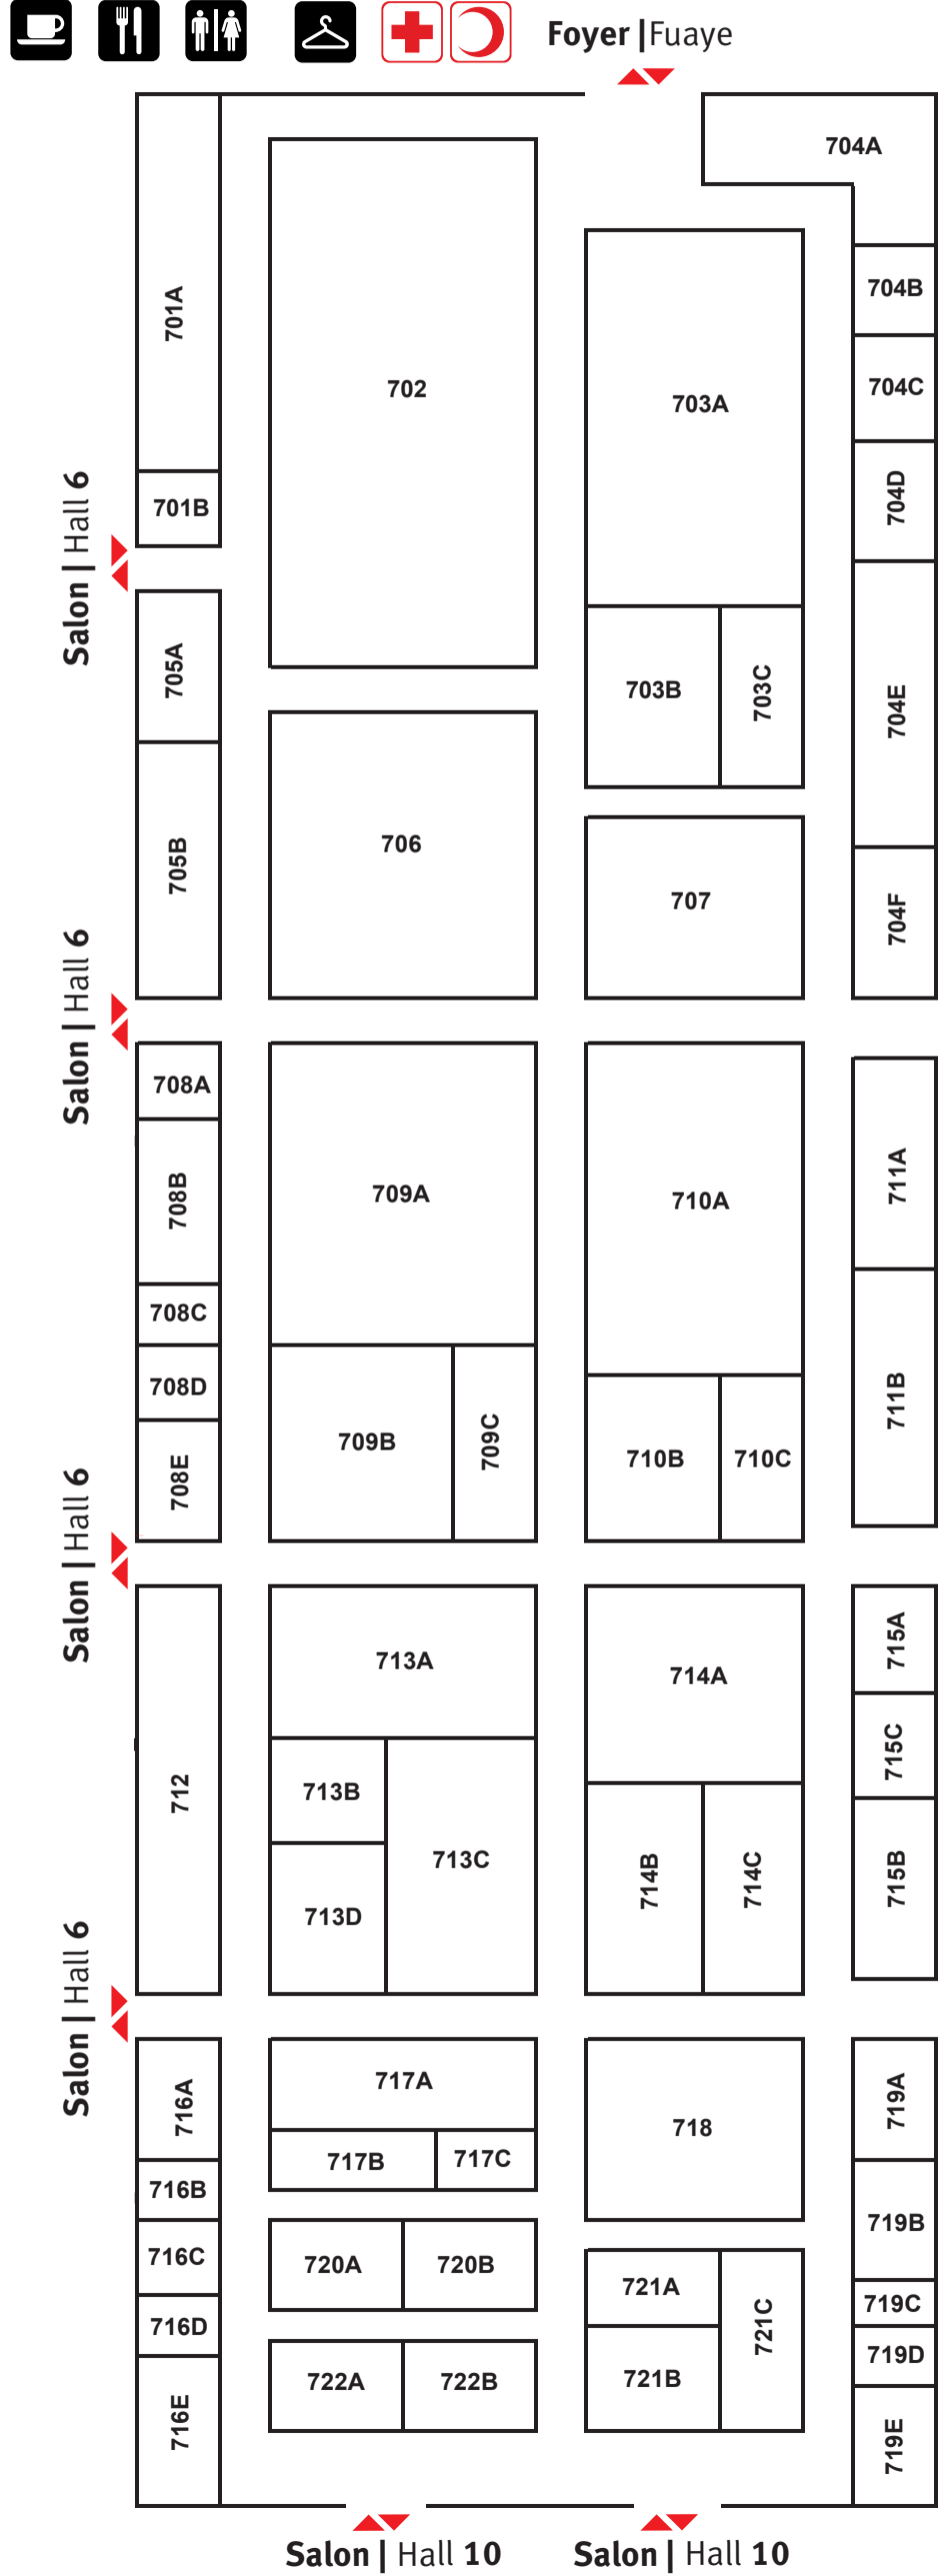 Foyer | Fuaye
704A
701A
704B
702
703A
704C
701B
704D
Salon | Hall 6
705A
703B
703C
704E
706
705B
707
704F
Salon | Hall 6
708A
711A
708B
709A
710A
708C
708D
711B
709B
709C
710B
710C
708E
Salon | Hall 6
713A
714A
715A
715C
712
713B
713C
714B
714C
715B
713D
Salon | Hall 6
717A
716A
718
719A
717B
717C
716B
719B
716C
720A
720B
721A
719C
721C
716D
719D
722A
722B
721B
716E
719E
Salon | Hall 10
Salon | Hall 10